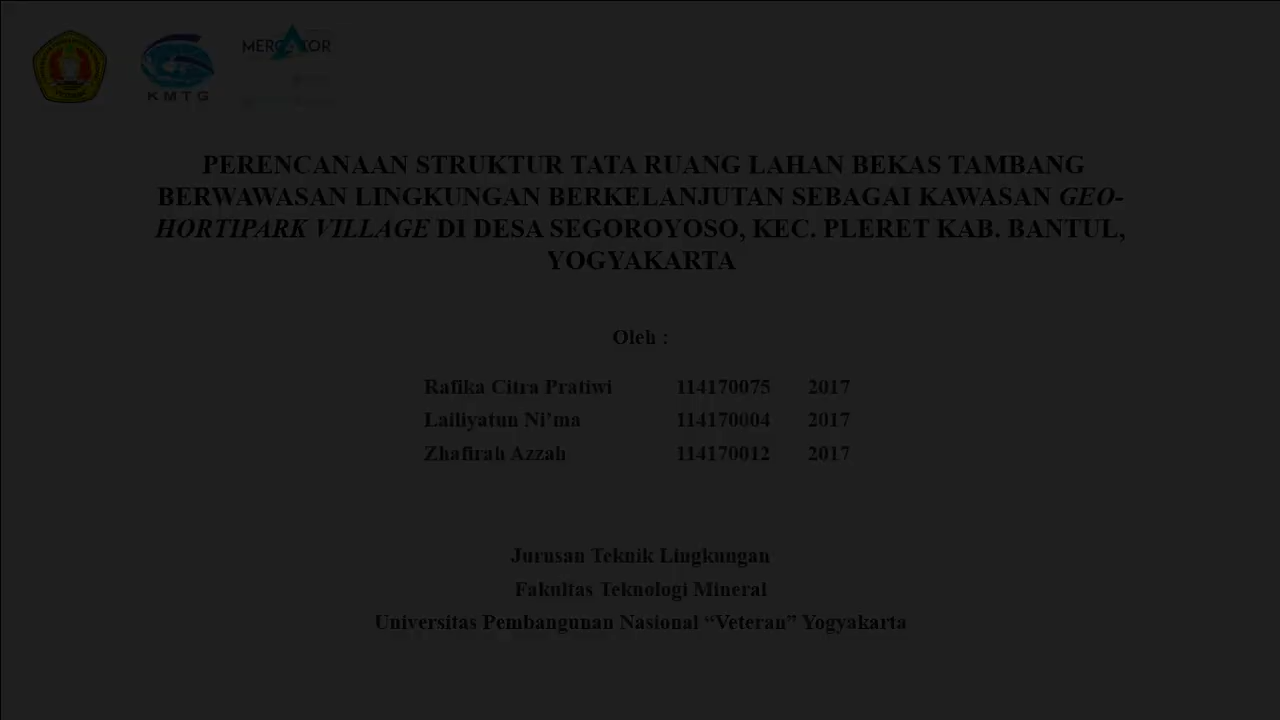 MERCATOR
KMTG
PERENCANAAN STRUKTUR TATA RUANG LAHAN BEKAS TAMBANG
BERWAWASAN LINGKUNGAN BERKELANJUTAN SEBAGAI KAWASAN GEO-
HORTIPARK VILLAGE DI DESA SEGOROYOSO, KEC. PLERET KAB. BANTUL,
YOGYAKARTA
Oleh :
Rafika Citra Pratiwi 114170075 2017
Lailiyatun Ni’ma 114170004 2017
Zhafirah Azzah 114170012 2017
Jurusan Teknik Lingkungan
Fakultas Teknologi Mineral
Universitas Pembangunan Nasional “Veteran” Yogyakarta